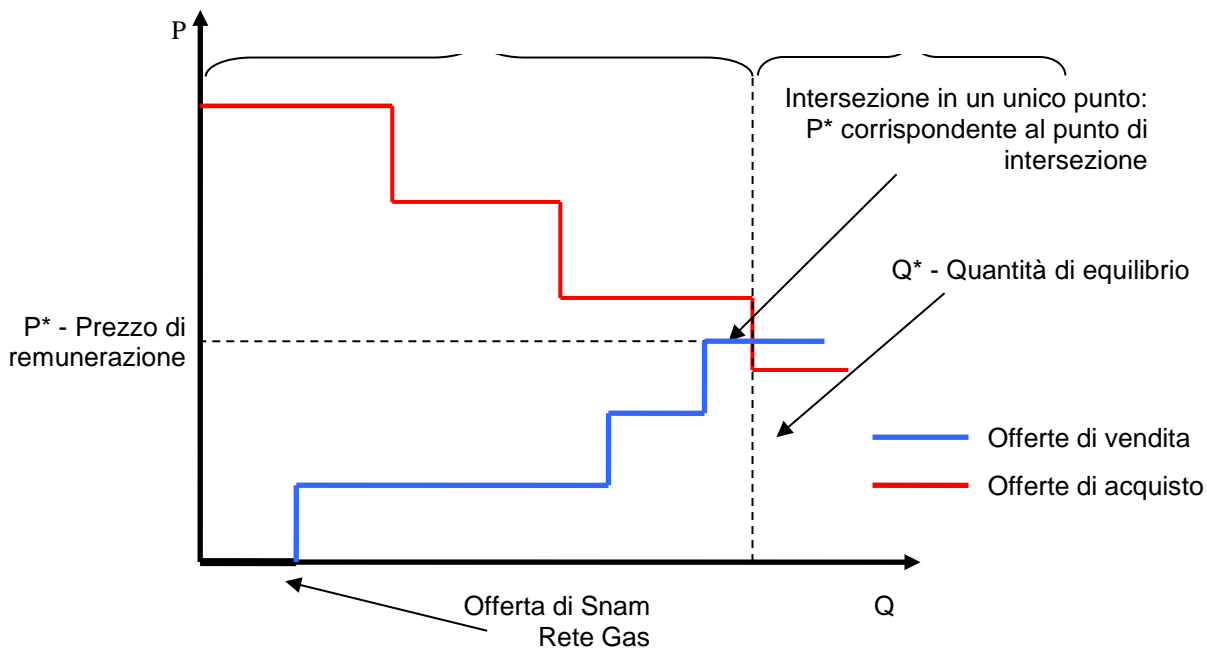 P
Intersezione in un unico punto:
P* corrispondente al punto di
intersezione
Q* - Quantità di equilibrio
P* - Prezzo di
remunerazione
Offerte di vendita
Offerte di acquisto
Offerta di Snam
Rete Gas
Q